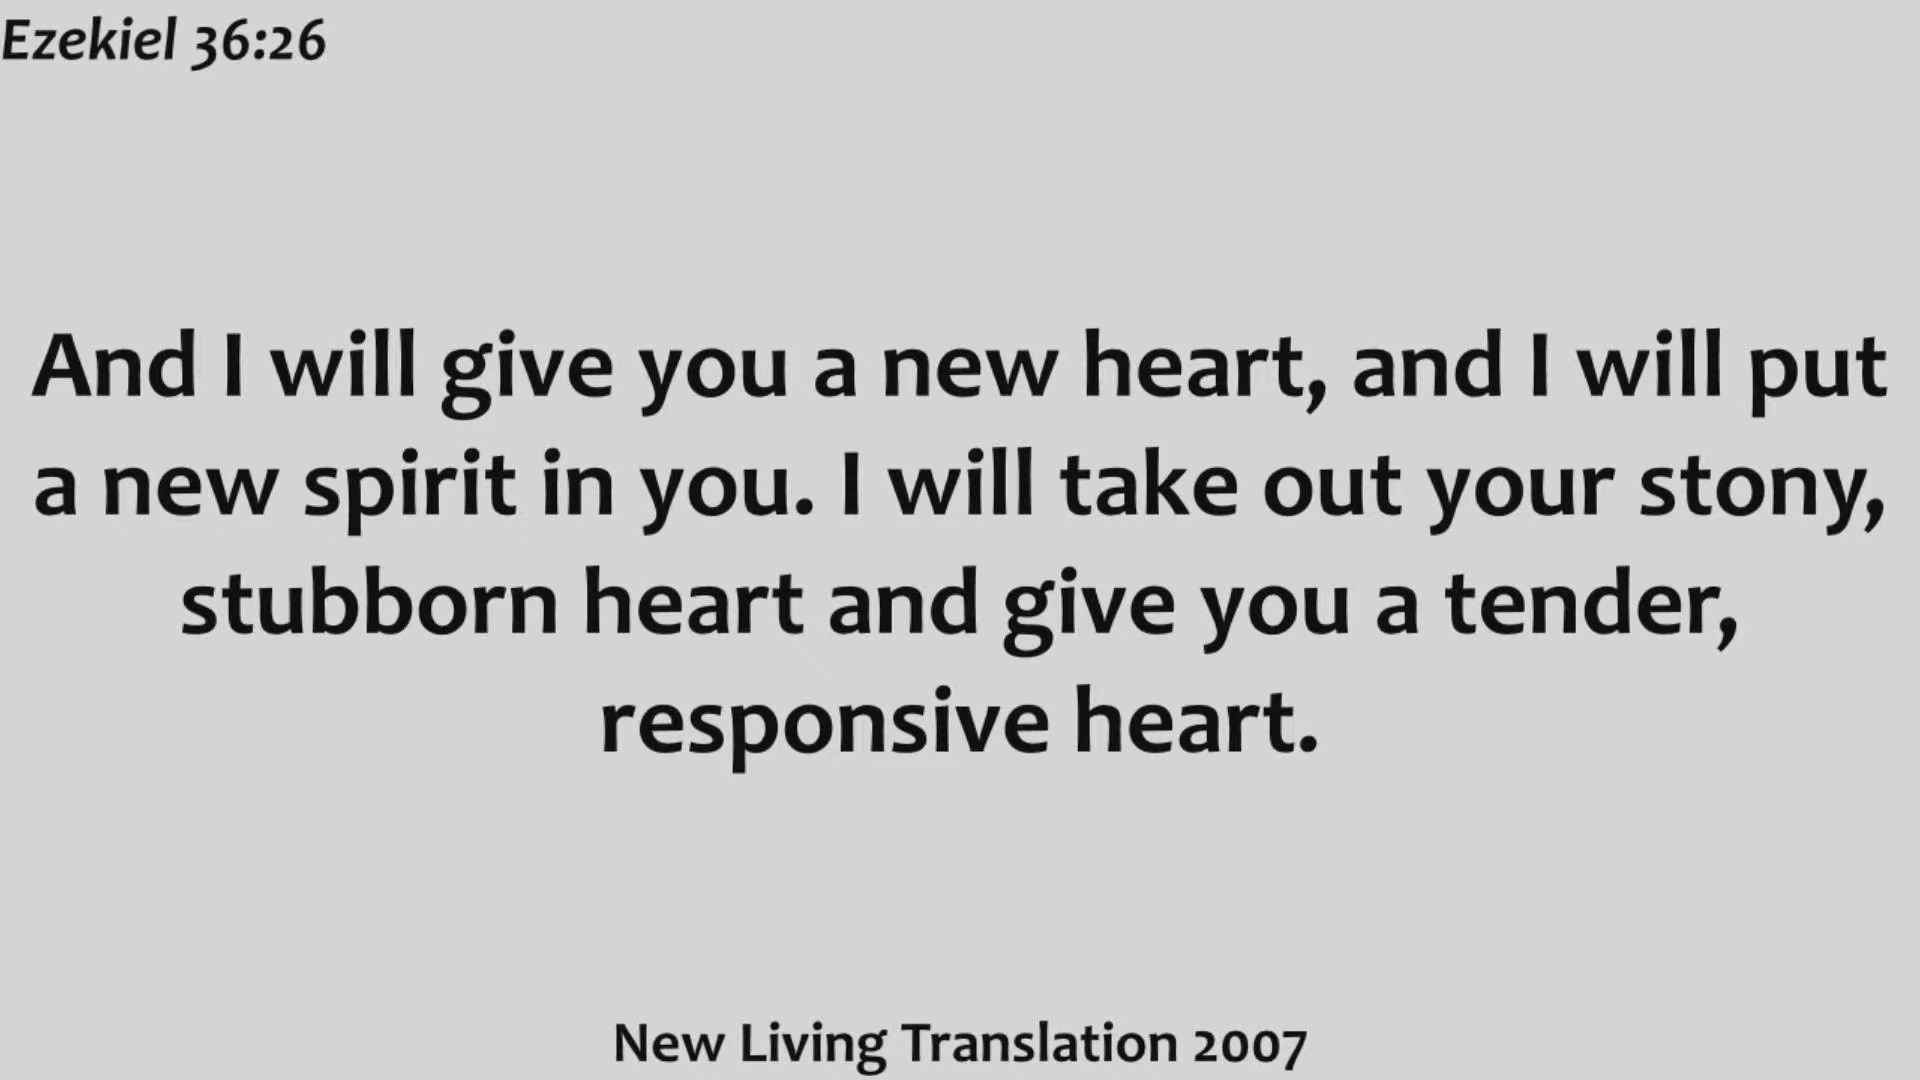 Ezekiel 36:26
And I will give you a new heart, and I will put
a new spirit in you. I will take out your stony,
stubborn heart and give you a tender,
responsive heart.
New Living Translation 2007